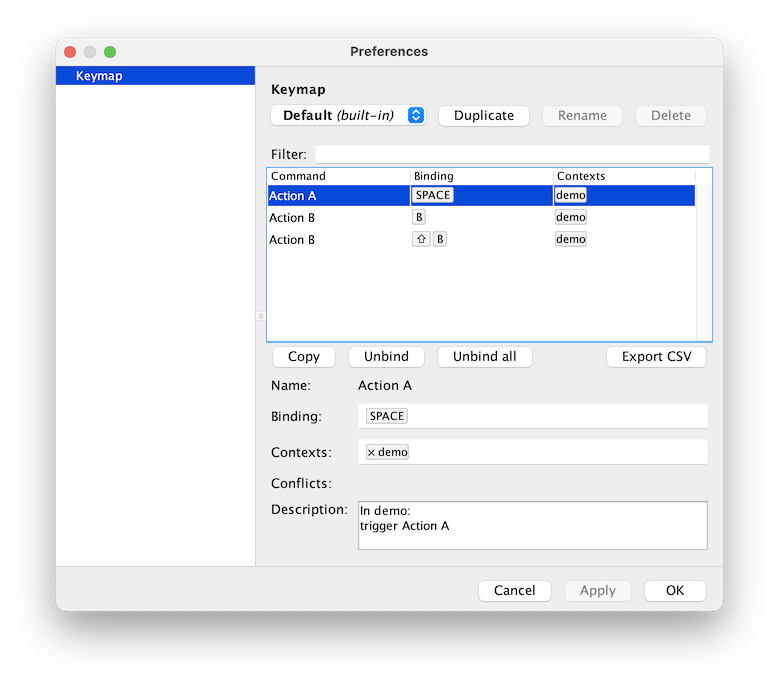 Preferences
Keymap
Keymap
Default (built-in) Duplicate Rename Delete
Filter:
Command Binding Contexts
Action A SPACE demo
Action B B demo
Action B ⇧ B demo
Copy Unbind Unbind all Export CSV
Name: Action A
Binding: SPACE
Contexts: × demo
Conflicts:
Description: In demo:
trigger Action A
Cancel Apply OK